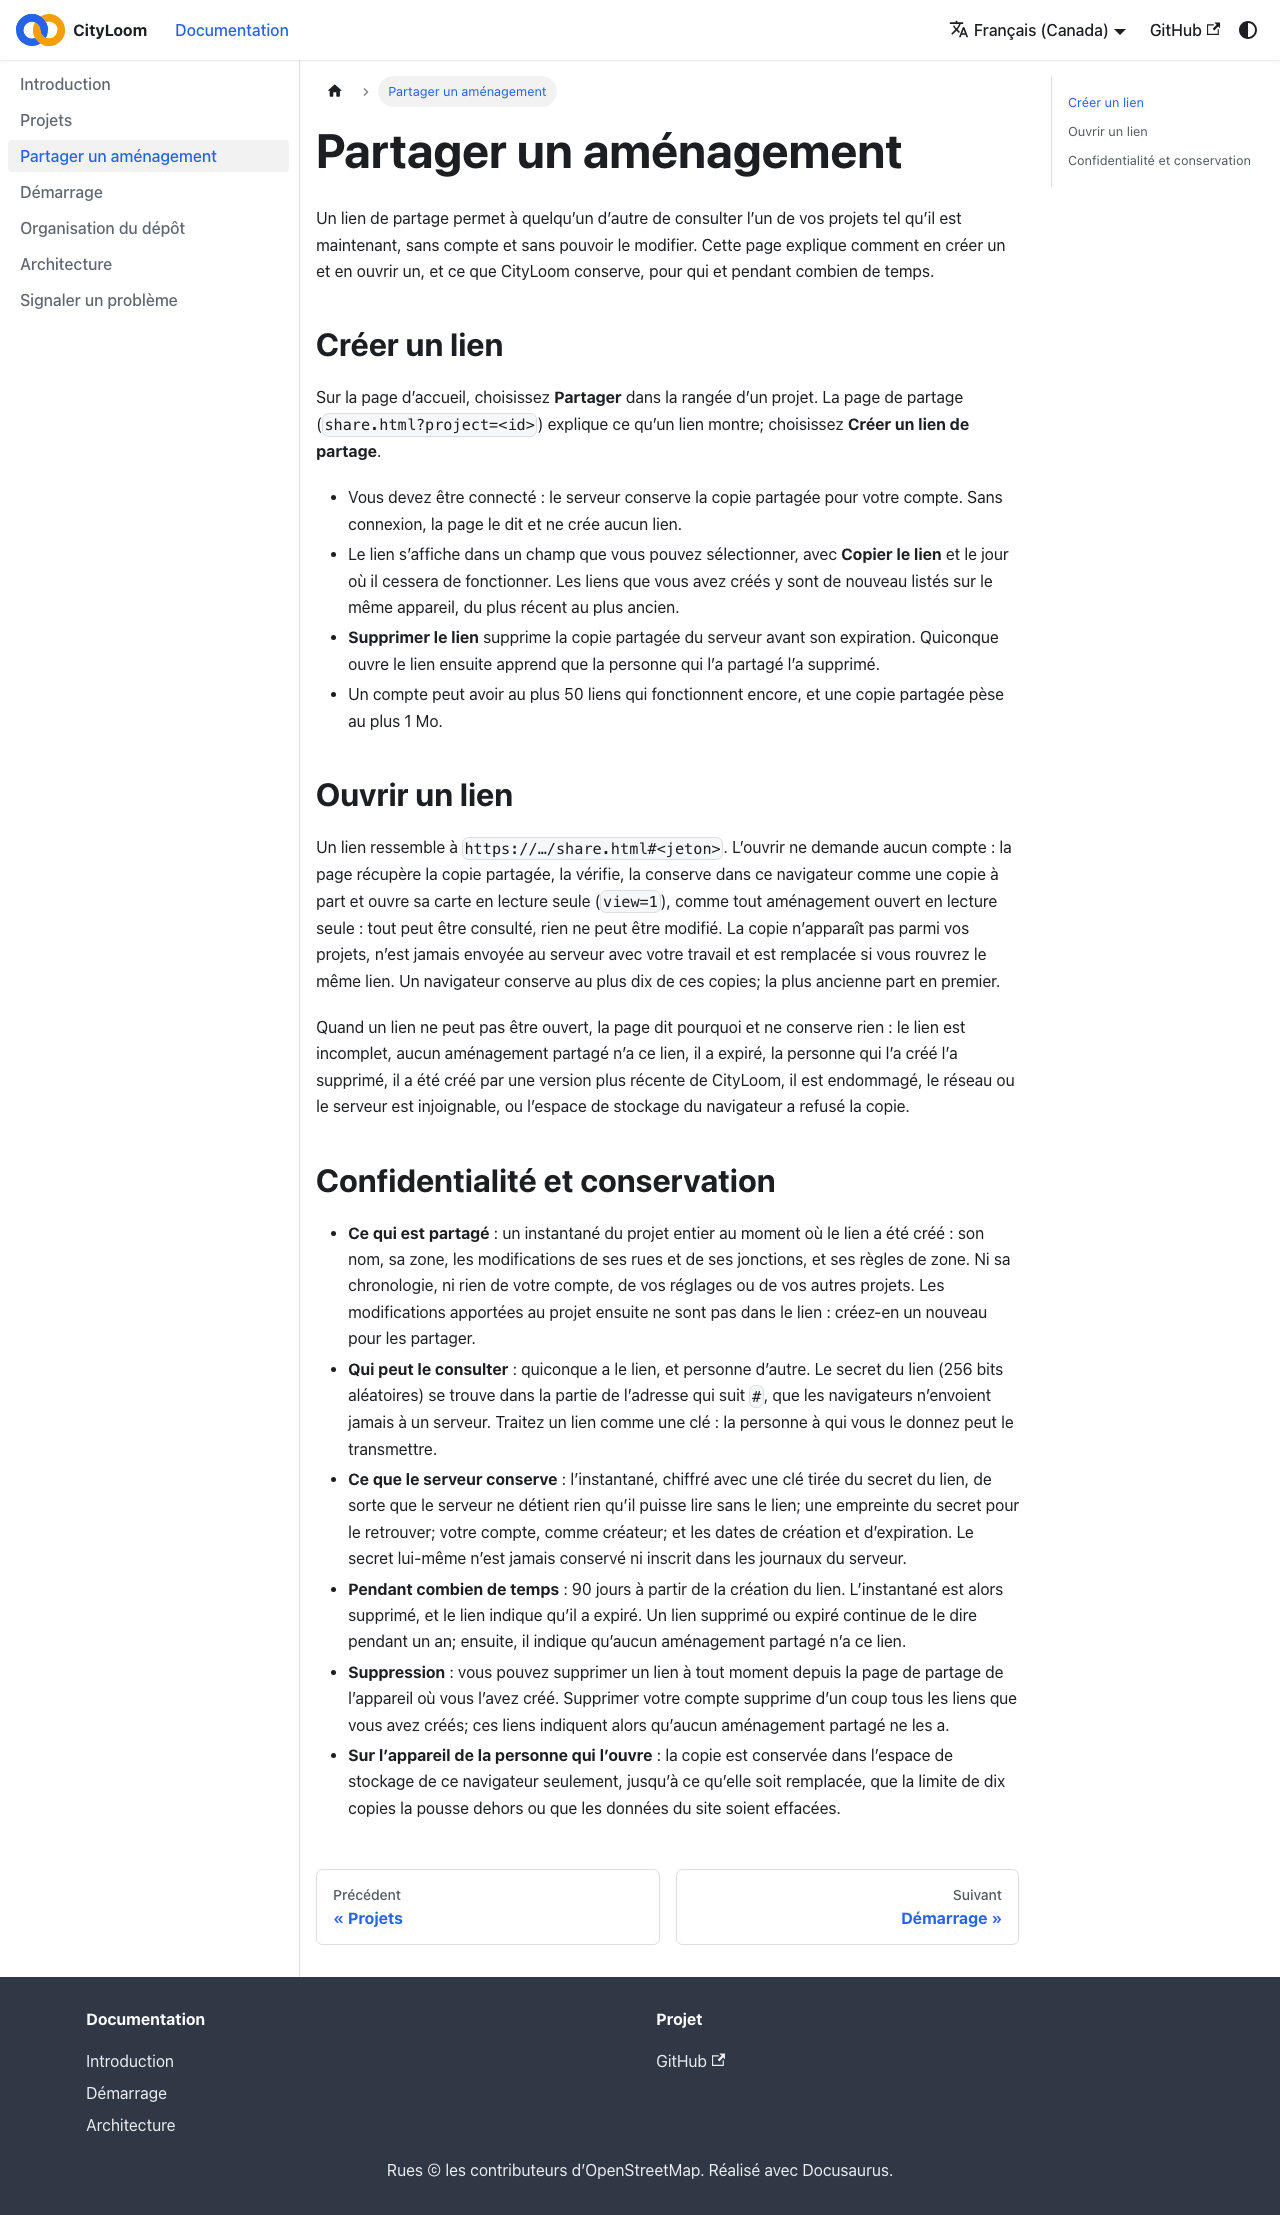 CityLoom
Documentation
Français (Canada)
GitHub
Introduction
Projets
Partager un aménagement
Démarrage
Organisation du dépôt
Architecture
Signaler un problème
Partager un aménagement
Créer un lien
Ouvrir un lien
Confidentialité et conservation
Partager un aménagement
Un lien de partage permet à quelqu’un d’autre de consulter l’un de vos projets tel qu’il est
maintenant, sans compte et sans pouvoir le modifier. Cette page explique comment en créer un
et en ouvrir un, et ce que CityLoom conserve, pour qui et pendant combien de temps.
Créer un lien
Sur la page d’accueil, choisissez Partager dans la rangée d’un projet. La page de partage
(share.html?project=<id>) explique ce qu’un lien montre; choisissez Créer un lien de
partage.
• Vous devez être connecté : le serveur conserve la copie partagée pour votre compte. Sans
connexion, la page le dit et ne crée aucun lien.
• Le lien s’affiche dans un champ que vous pouvez sélectionner, avec Copier le lien et le jour
où il cessera de fonctionner. Les liens que vous avez créés y sont de nouveau listés sur le
même appareil, du plus récent au plus ancien.
• Supprimer le lien supprime la copie partagée du serveur avant son expiration. Quiconque
ouvre le lien ensuite apprend que la personne qui l’a partagé l’a supprimé.
• Un compte peut avoir au plus 50 liens qui fonctionnent encore, et une copie partagée pèse
au plus 1 Mo.
Ouvrir un lien
Un lien ressemble à https://…/share.html#<jeton>. L’ouvrir ne demande aucun compte : la
page récupère la copie partagée, la vérifie, la conserve dans ce navigateur comme une copie à
part et ouvre sa carte en lecture seule (view=1), comme tout aménagement ouvert en lecture
seule : tout peut être consulté, rien ne peut être modifié. La copie n’apparaît pas parmi vos
projets, n’est jamais envoyée au serveur avec votre travail et est remplacée si vous rouvrez le
même lien. Un navigateur conserve au plus dix de ces copies; la plus ancienne part en premier.
Quand un lien ne peut pas être ouvert, la page dit pourquoi et ne conserve rien : le lien est
incomplet, aucun aménagement partagé n’a ce lien, il a expiré, la personne qui l’a créé l’a
supprimé, il a été créé par une version plus récente de CityLoom, il est endommagé, le réseau ou
le serveur est injoignable, ou l’espace de stockage du navigateur a refusé la copie.
Confidentialité et conservation
• Ce qui est partagé : un instantané du projet entier au moment où le lien a été créé : son
nom, sa zone, les modifications de ses rues et de ses jonctions, et ses règles de zone. Ni sa
chronologie, ni rien de votre compte, de vos réglages ou de vos autres projets. Les
modifications apportées au projet ensuite ne sont pas dans le lien : créez-en un nouveau
pour les partager.
• Qui peut le consulter : quiconque a le lien, et personne d’autre. Le secret du lien (256 bits
aléatoires) se trouve dans la partie de l’adresse qui suit #, que les navigateurs n’envoient
jamais à un serveur. Traitez un lien comme une clé : la personne à qui vous le donnez peut le
transmettre.
• Ce que le serveur conserve : l’instantané, chiffré avec une clé tirée du secret du lien, de
sorte que le serveur ne détient rien qu’il puisse lire sans le lien; une empreinte du secret pour
le retrouver; votre compte, comme créateur; et les dates de création et d’expiration. Le
secret lui-même n’est jamais conservé ni inscrit dans les journaux du serveur.
• Pendant combien de temps : 90 jours à partir de la création du lien. L’instantané est alors
supprimé, et le lien indique qu’il a expiré. Un lien supprimé ou expiré continue de le dire
pendant un an; ensuite, il indique qu’aucun aménagement partagé n’a ce lien.
• Suppression : vous pouvez supprimer un lien à tout moment depuis la page de partage de
l’appareil où vous l’avez créé. Supprimer votre compte supprime d’un coup tous les liens que
vous avez créés; ces liens indiquent alors qu’aucun aménagement partagé ne les a.
• Sur l’appareil de la personne qui l’ouvre : la copie est conservée dans l’espace de
stockage de ce navigateur seulement, jusqu’à ce qu’elle soit remplacée, que la limite de dix
copies la pousse dehors ou que les données du site soient effacées.
Précédent
« Projets
Suivant
Démarrage »
Documentation
Introduction
Démarrage
Architecture
Projet
GitHub
Rues © les contributeurs d’OpenStreetMap. Réalisé avec Docusaurus.